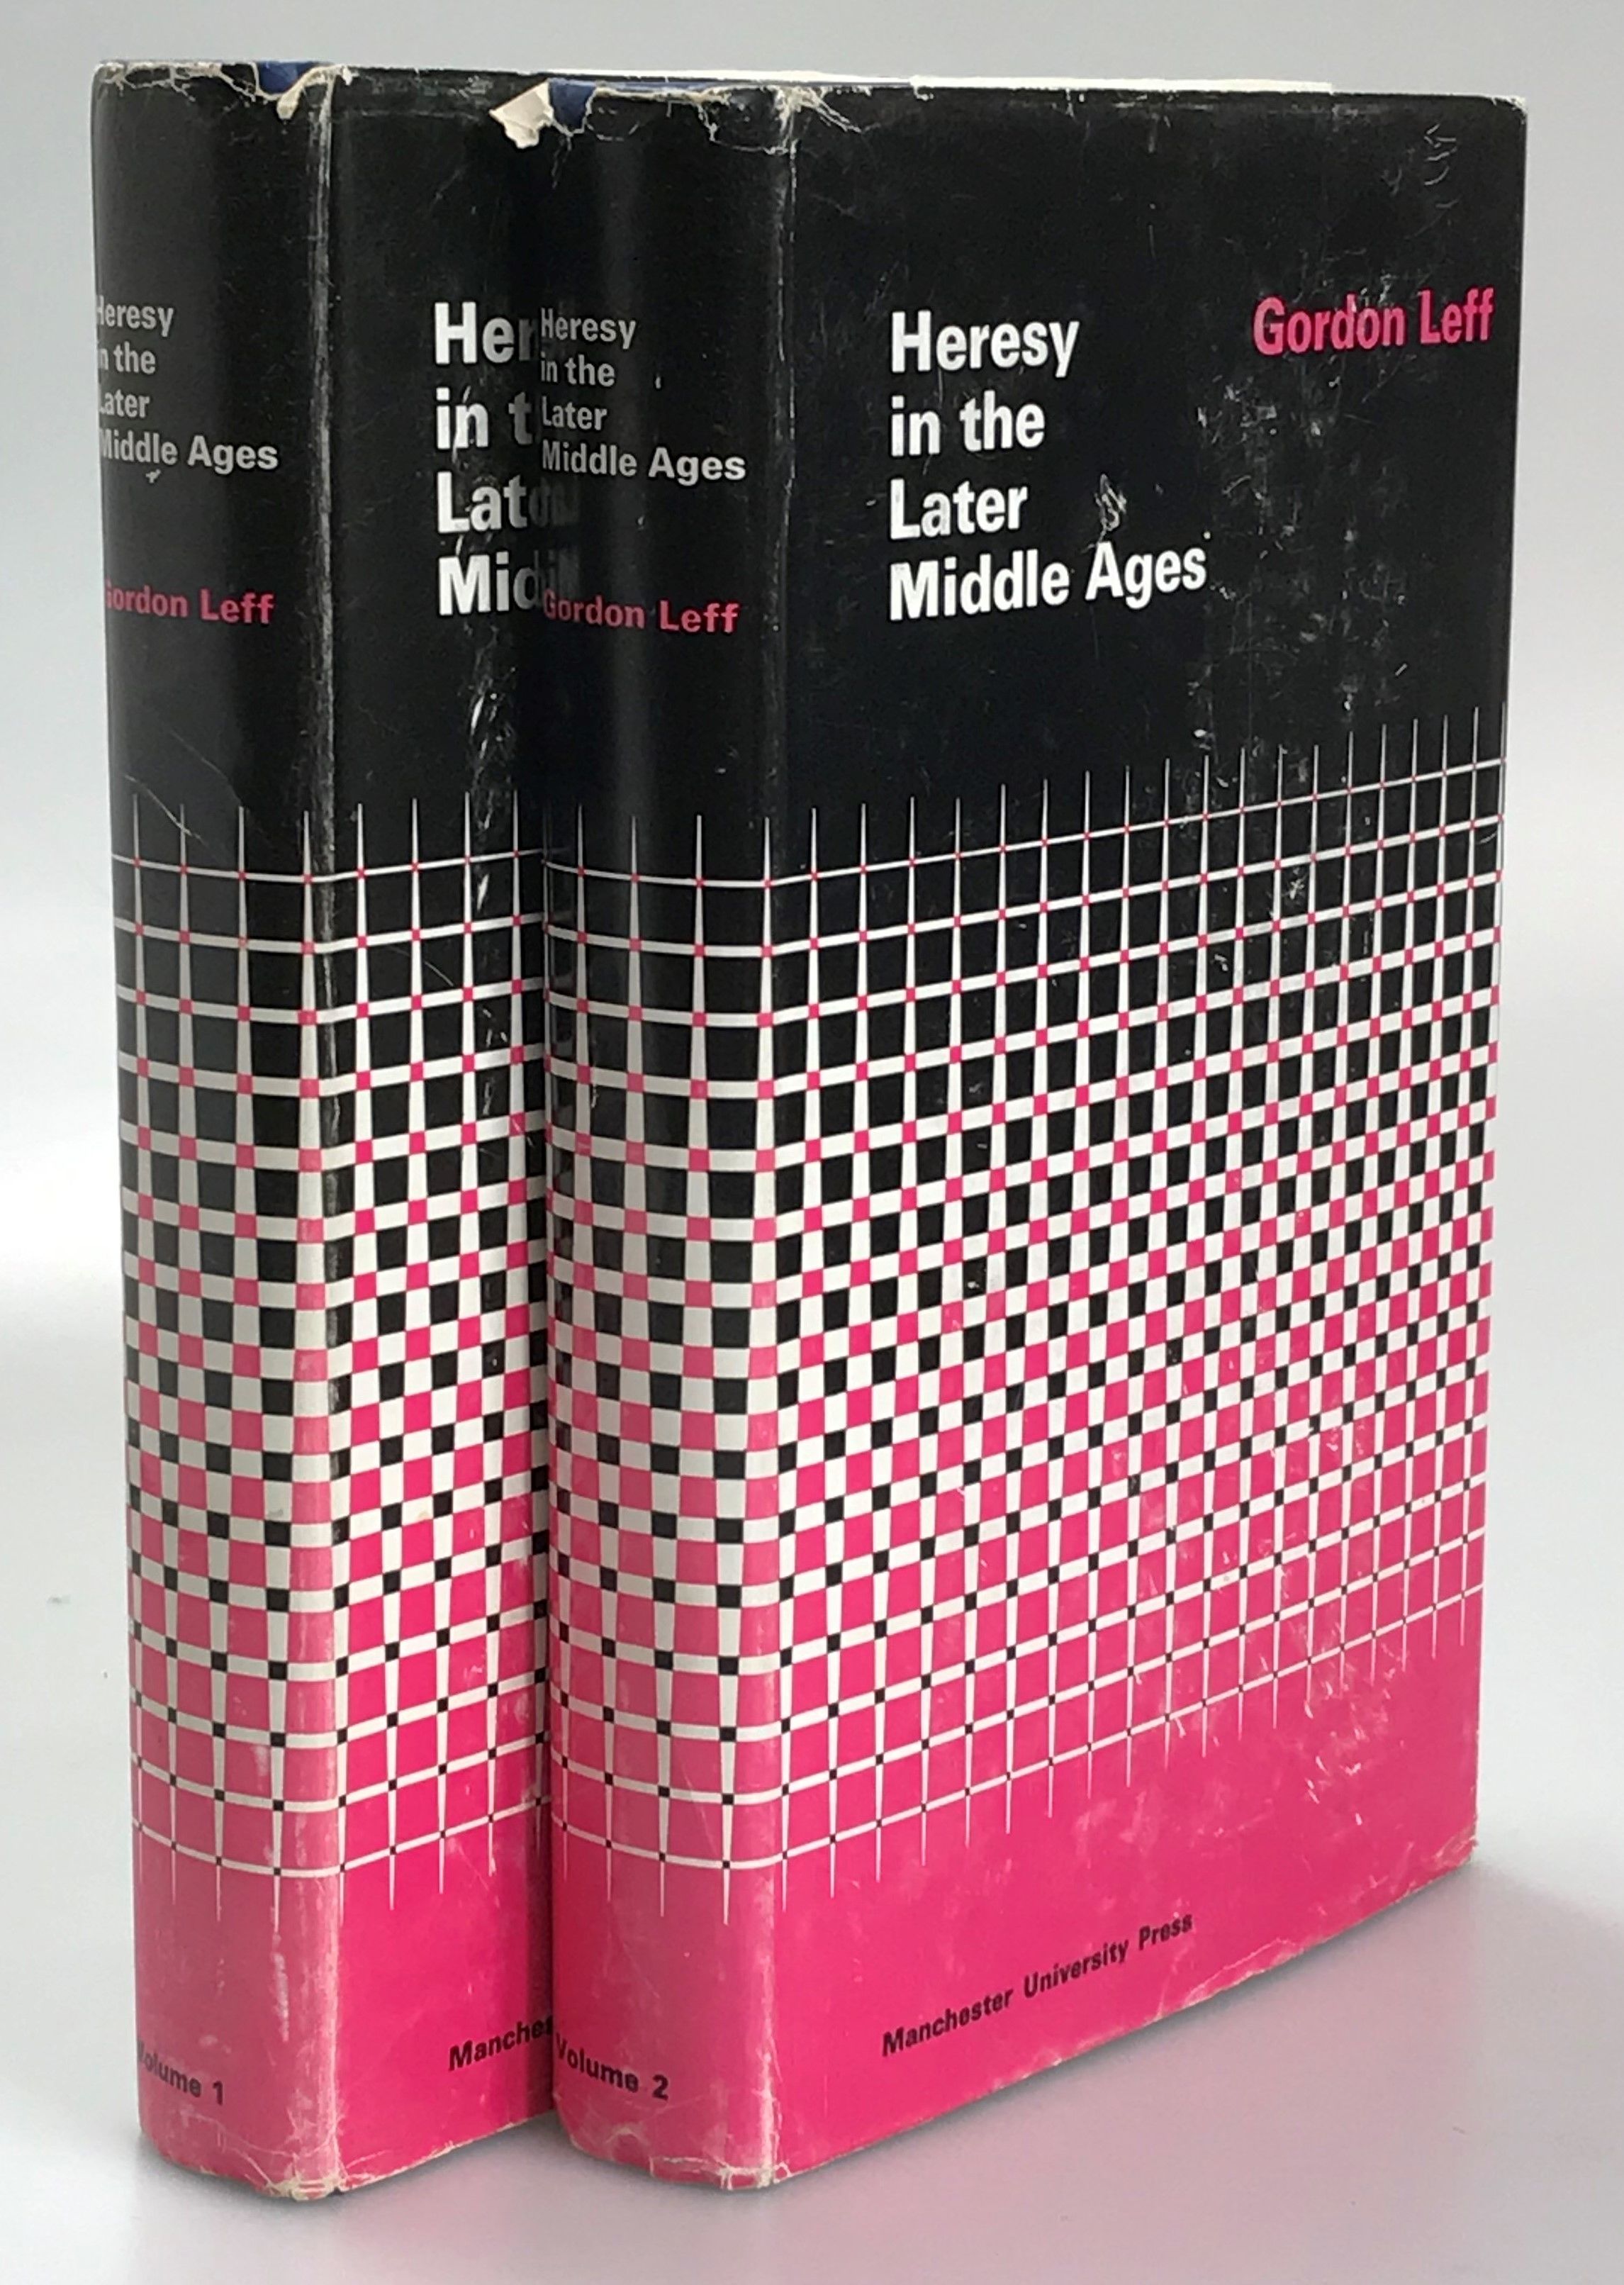 Heresy
in the
Later
Middle Ages
Gordon Leff
Volume 1
Heresy
in the
Later
Middle Ages
Gordon Leff
Volume 2
Heresy
in the
Later
Middle Ages
Gordon Leff
Manchester University Press